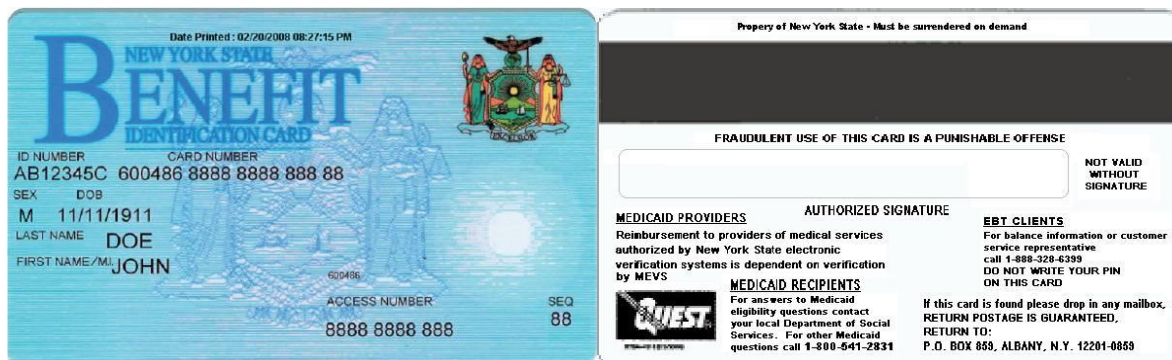 Date Printed : 02/20/2008 08:27:15 PM
NEW YORK STATE
BENEFIT
IDENTIFICATION CARD
ID NUMBER CARD NUMBER
AB12345C 600486 8888 8888 888 88
SEX DOB
M 11/11/1911
LAST NAME DOE
FIRST NAME/M.I. JOHN
600486
ACCESS NUMBER SEQ
8888 8888 888 88
Propery of New York State - Must be surrendered on demand
FRAUDULENT USE OF THIS CARD IS A PUNISHABLE OFFENSE
NOT VALID
WITHOUT
SIGNATURE
AUTHORIZED SIGNATURE
MEDICAID PROVIDERS
Reimbursement to providers of medical services
authorized by New York State electronic
verification systems is dependent on verification
by MEVS
EBT CLIENTS
For balance information or customer
service representative
call 1-888-328-6399
DO NOT WRITE YOUR PIN
ON THIS CARD
QUEST
MEDICAID RECIPIENTS
For answers to Medicaid
eligibility questions contact
your local Department of Social
Services. For other Medicaid
questions call 1-800-541-2831
If this card is found please drop in any mailbox,
RETURN POSTAGE IS GUARANTEED,
RETURN TO:
P.O. BOX 859, ALBANY, N.Y. 12201-0859